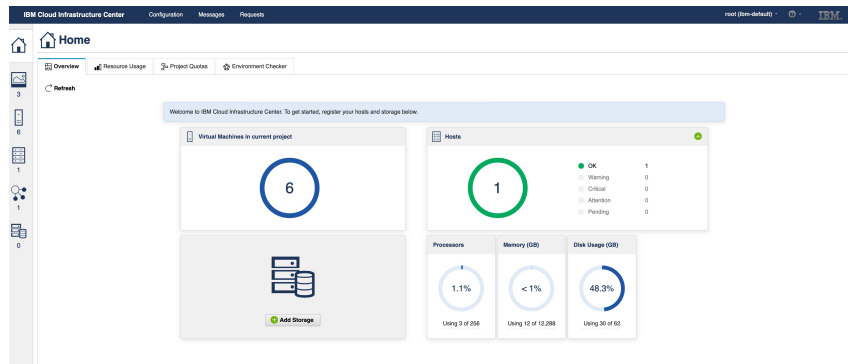 IBM Cloud Infrastructure Center Configuration Messages Requests root (ibm-default) IBM.
Home
Overview Resource Usage Project Quotas Environment Checker
Refresh
3
6
1
1
0
Welcome to IBM Cloud Infrastructure Center. To get started, register your hosts and storage below.
Virtual Machines in current project
6
Hosts
1
OK 1
Warning 0
Critical 0
Attention 0
Pending 0
Add Storage
Processors
1.1%
Using 3 of 256
Memory (GB)
< 1%
Using 12 of 12,288
Disk Usage (GB)
48.3%
Using 30 of 62